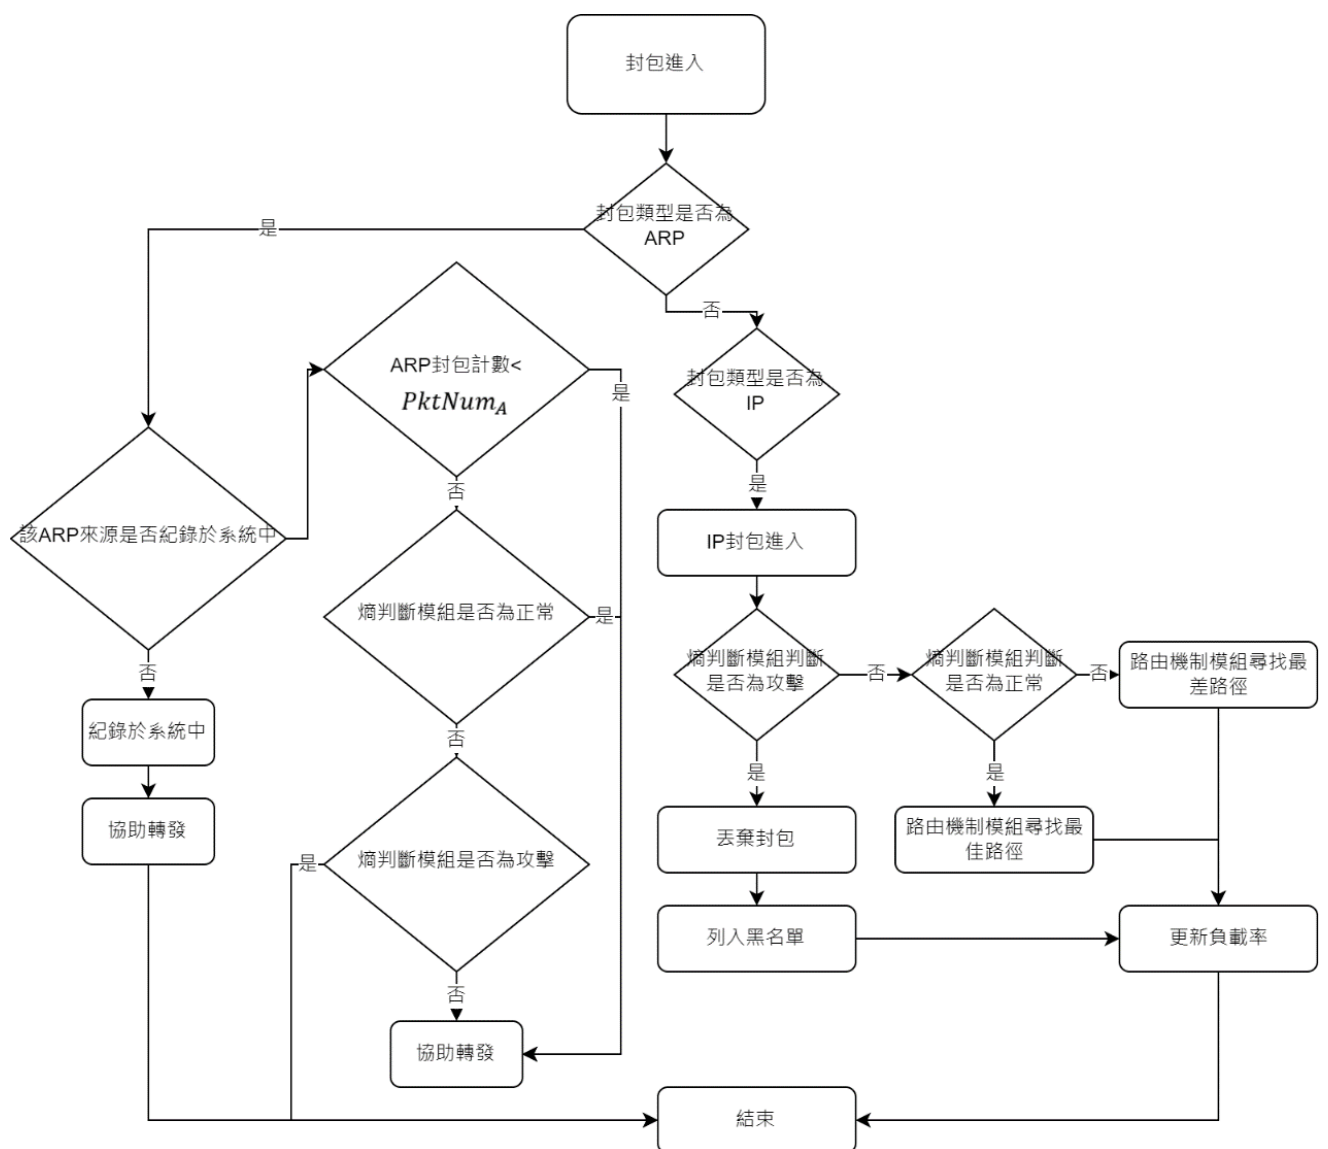 封包進入
封包類型是否為
ARP
是
否
ARP封包計數<
PktNum_A
是
封包類型是否為
IP
否
是
該ARP來源是否紀錄於系統中
IP封包進入
熵判斷模組是否為正常
是
熵判斷模組判斷
是否為攻擊
否
熵判斷模組判斷
是否為正常
否
路由機制模組尋找最
差路徑
否
紀錄於系統中
否
是
是
協助轉發
丟棄封包
路由機制模組尋找最
佳路徑
熵判斷模組是否為攻擊
是
列入黑名單
更新負載率
否
協助轉發
結束